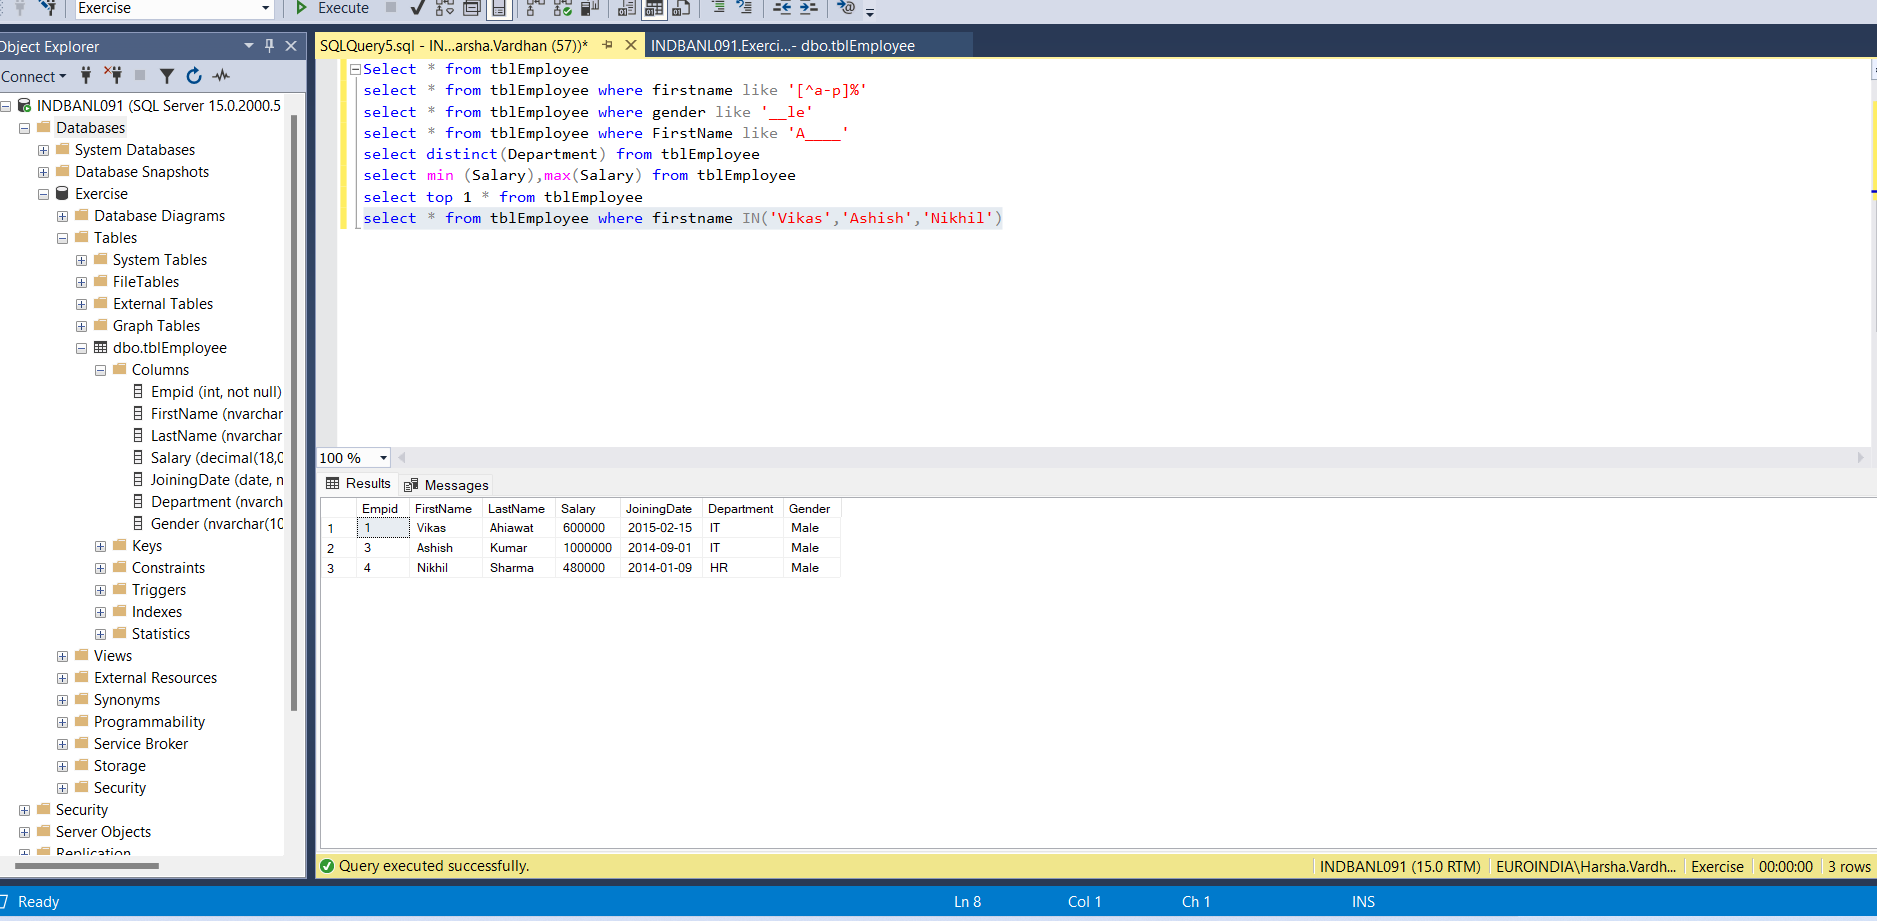 Exercise
Execute
Object Explorer
Connect
INDBANL091 (SQL Server 15.0.2000.5
Databases
System Databases
Database Snapshots
Exercise
Database Diagrams
Tables
System Tables
FileTables
External Tables
Graph Tables
dbo.tblEmployee
Columns
Empid (int, not null)
FirstName (nvarchar
LastName (nvarchar
Salary (decimal(18,0
JoiningDate (date, n
Department (nvarch
Gender (nvarchar(10
Keys
Constraints
Triggers
Indexes
Statistics
Views
External Resources
Synonyms
Programmability
Service Broker
Storage
Security
Security
Server Objects
Replication
SQLQuery5.sql - IN...arsha.Vardhan (57))*
INDBANL091.Exerci...- dbo.tblEmployee
Select * from tblEmployee
select * from tblEmployee where firstname like '[^a-p]%'
select * from tblEmployee where gender like '__le'
select * from tblEmployee where FirstName like 'A____'
select distinct(Department) from tblEmployee
select min (Salary),max(Salary) from tblEmployee
select top 1 * from tblEmployee
select * from tblEmployee where firstname IN('Vikas','Ashish','Nikhil')
100 %
Results Messages
Empid FirstName LastName Salary JoiningDate Department Gender
1 1 Vikas Ahiawat 600000 2015-02-15 IT Male
2 3 Ashish Kumar 1000000 2014-09-01 IT Male
3 4 Nikhil Sharma 480000 2014-01-09 HR Male
Query executed successfully.
INDBANL091 (15.0 RTM)
EUROINDIA\Harsha.Vardh...
Exercise
00:00:00
3 rows
Ready
Ln 8
Col 1
Ch 1
INS